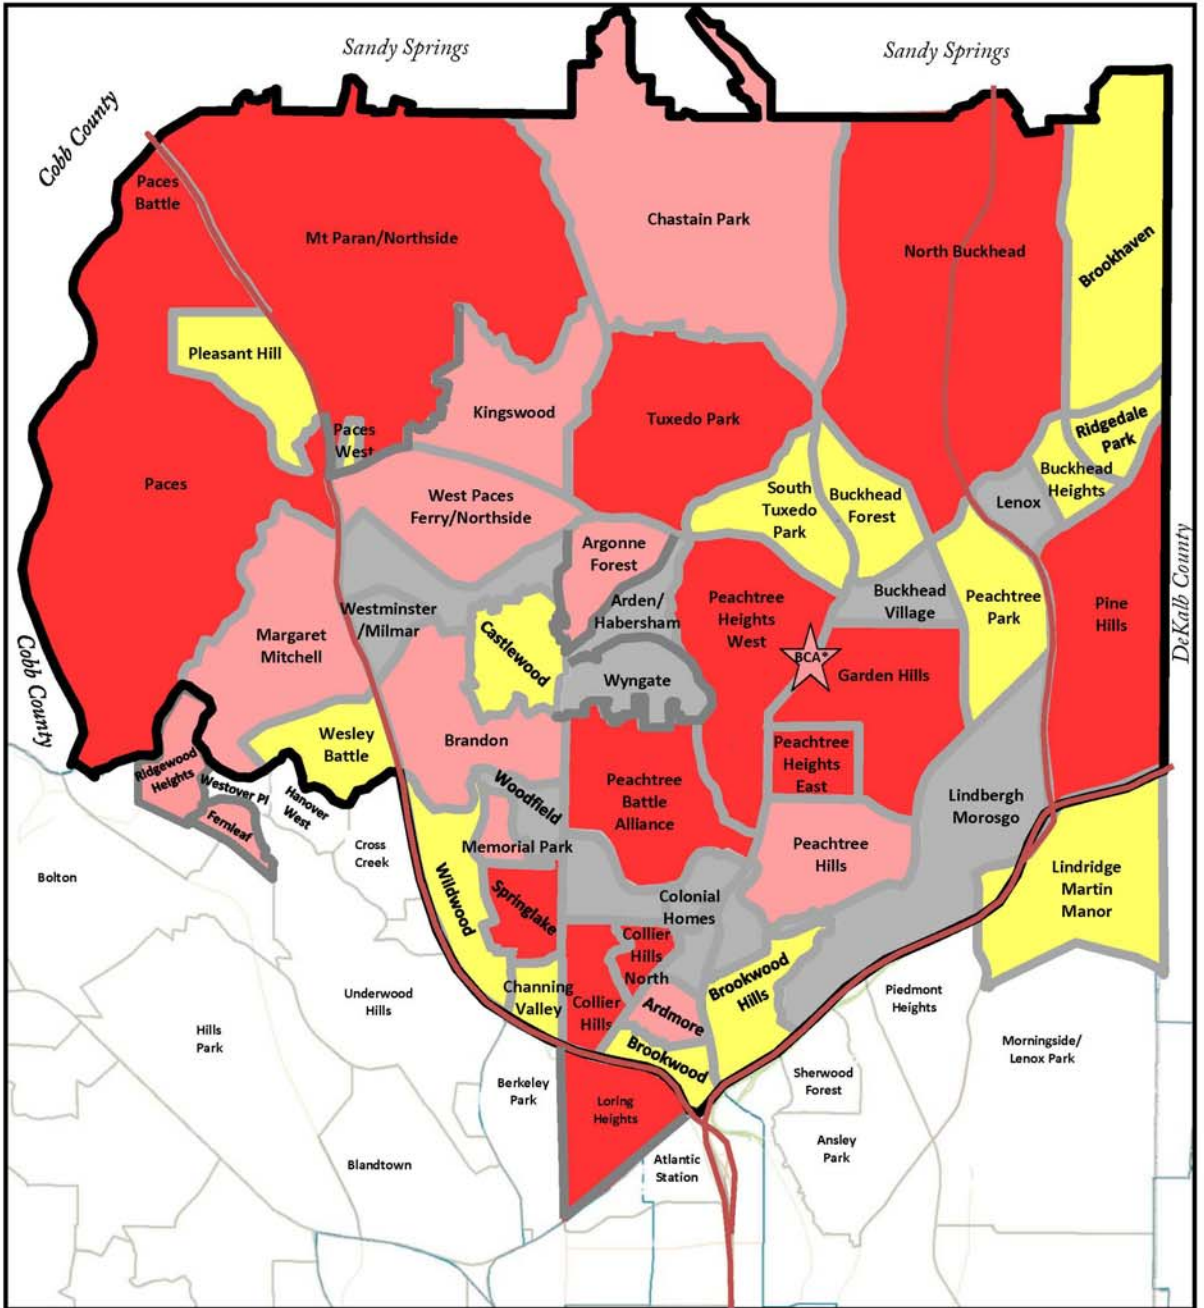 Sandy Springs
Sandy Springs
Cobb County
Paces
Battle
Mt Paran/Northside
Chastain Park
North Buckhead
Brookhaven
Pleasant Hill
Kingswood
Tuxedo Park
Ridgedale
Park
Paces
West
Paces
West Paces
Ferry/Northside
South
Tuxedo
Park
Buckhead
Forest
Lenox
Buckhead
Heights
Argonne
Forest
DeKalb County
Westminster
/Milmar
Arden/
Habersham
Peachtree
Heights
West
Buckhead
Village
Peachtree
Park
Pine
Hills
Margaret
Mitchell
Castlewood
Wyngate
BCA*
Garden Hills
Cobb County
Wesley
Battle
Brandon
Peachtree
Heights
East
Ridgewood
Heights
Westover Pl
Hanover
West
Fernleaf
Woodfield
Peachtree
Battle
Alliance
Lindbergh
Morosgo
Cross
Creek
Memorial Park
Peachtree
Hills
Bolton
Wildwood
Springlake
Colonial
Homes
Lindridge
Martin
Manor
Collier
Hills
North
Channing
Valley
Collier
Hills
Ardmore
Brookwood
Hills
Underwood
Hills
Piedmont
Heights
Hills
Park
Brookwood
Morningside/
Lenox Park
Berkeley
Park
Loring
Heights
Sherwood
Forest
Blandtown
Atlantic
Station
Ansley
Park